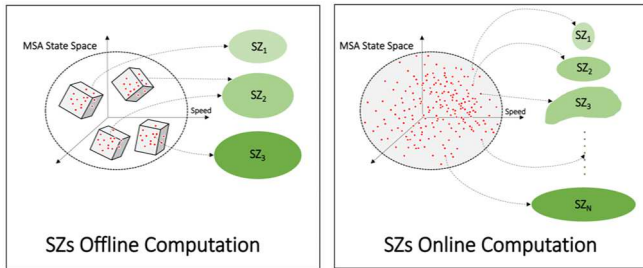 MSA State Space
SZ1
SZ2
Speed
SZ3
SZs Offline Computation
MSA State Space
SZ1
SZ2
SZ3
Speed
SZN
SZs Online Computation